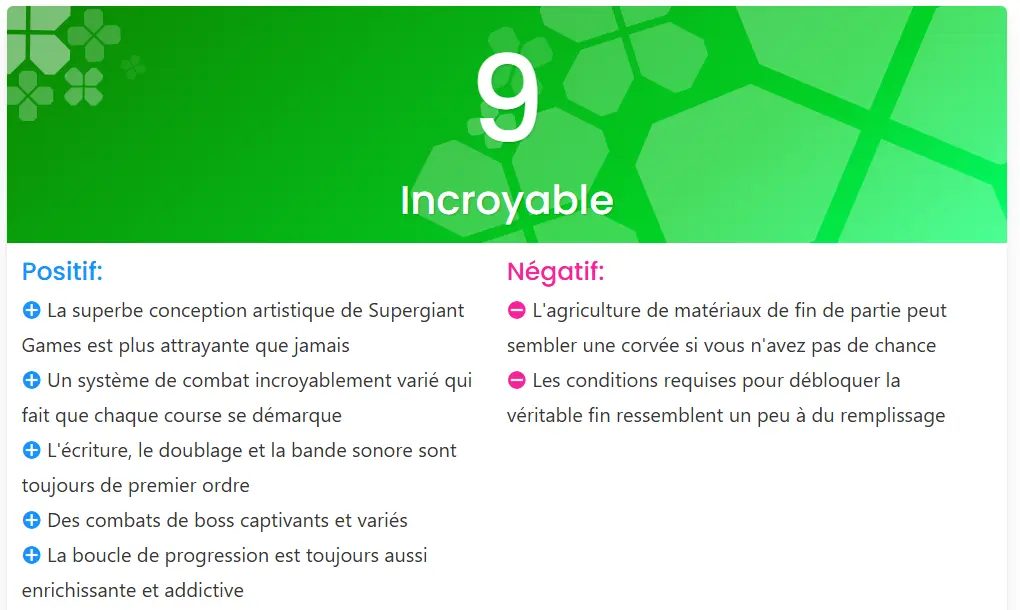 9
Incroyable
Positif:
La superbe conception artistique de Supergiant
Games est plus attrayante que jamais
Un système de combat incroyablement varié qui
fait que chaque course se démarque
L'écriture, le doublage et la bande sonore sont
toujours de premier ordre
Des combats de boss captivants et variés
La boucle de progression est toujours aussi
enrichissante et addictive
Négatif:
L'agriculture de matériaux de fin de partie peut
sembler une corvée si vous n'avez pas de chance
Les conditions requises pour débloquer la
véritable fin ressemblent un peu à du remplissage